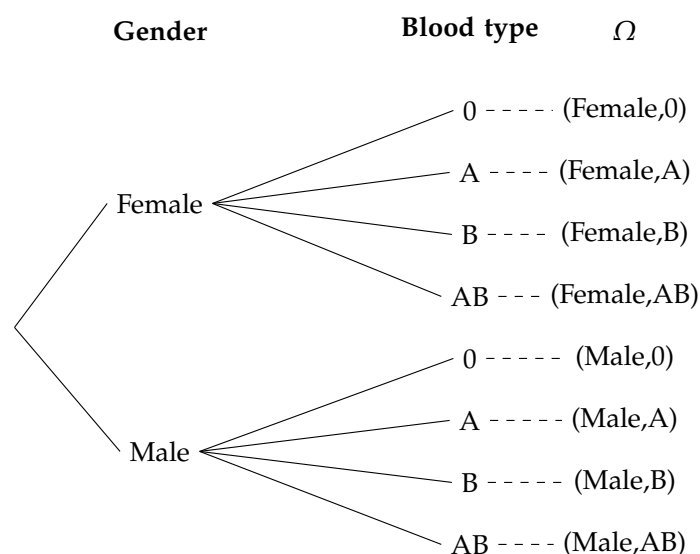 Gender Blood type Ω
0 (Female,0)
A (Female,A)
Female
B (Female,B)
AB (Female,AB)
0 (Male,0)
A (Male,A)
Male
B (Male,B)
AB (Male,AB)